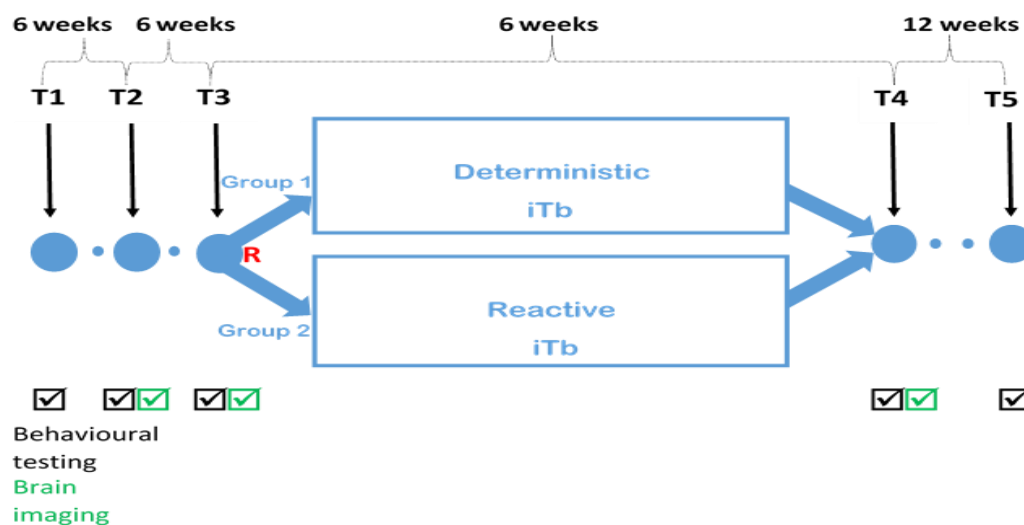 6 weeks
6 weeks
6 weeks
12 weeks
T1
T2
T3
T4
T5
Group 1
Deterministic
iTb
R
Group 2
Reactive
iTb
Behavioural
testing
Brain
imaging